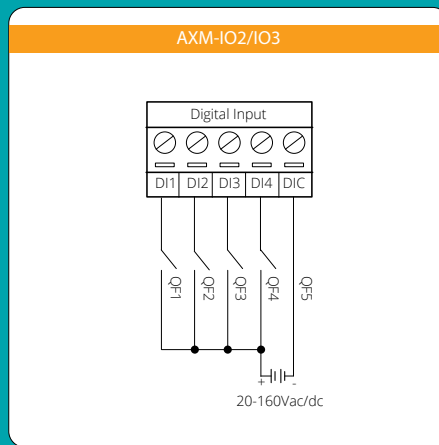 AXM-IO2/IO3
Digital Input
DI1 DI2 DI3 DI4 DIC
QF1 QF2 QF3 QF4 QF5
+ -
20-160Vac/dc